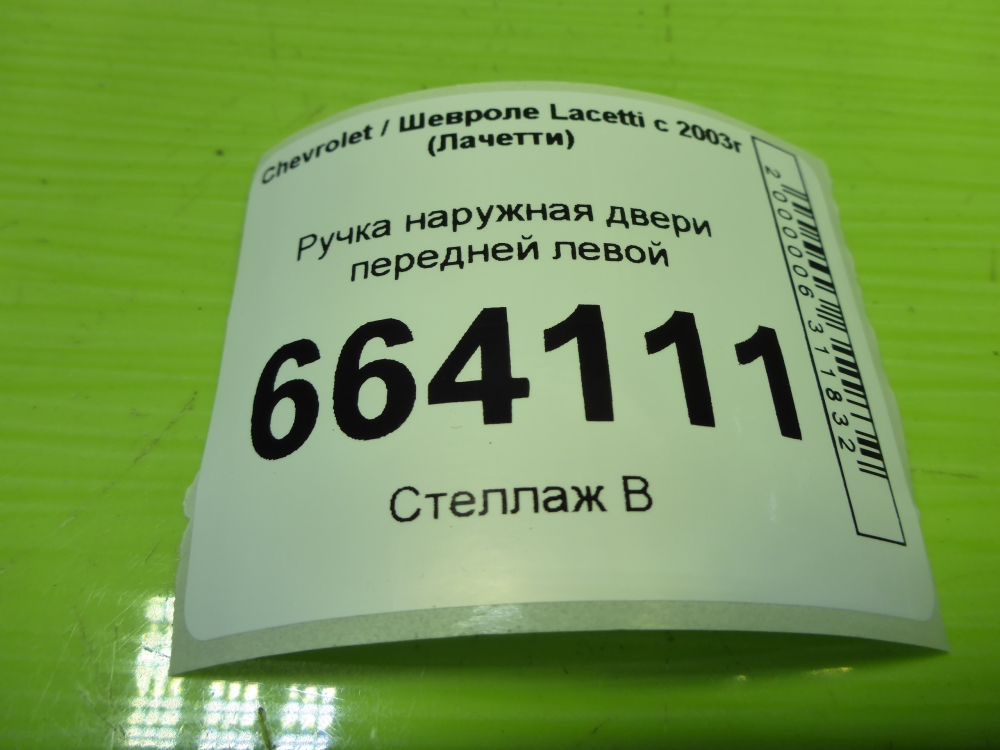 Chevrolet / Шевроле Lacetti с 2003г
(Лачетти)
Ручка наружная двери
передней левой
664111
Стеллаж В
2000006311832